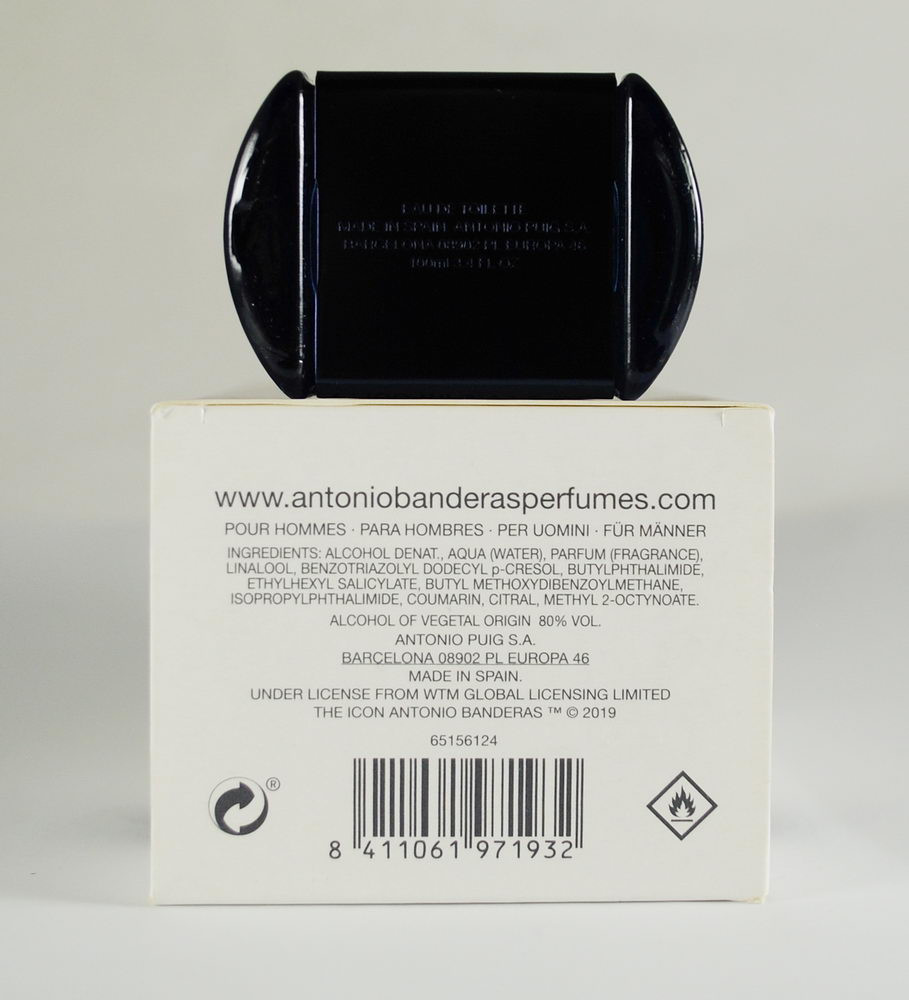 EAU DE TOILETTE
MADE IN SPAIN ANTONIO PUIG S.A.
BARCELONA 08902 PL EUROPA 46
100ml 3.4 FL.OZ
www.antoniobanderasperfumes.com
POUR HOMMES · PARA HOMBRES · PER UOMINI · FÜR MÄNNER
INGREDIENTS: ALCOHOL DENAT., AQUA (WATER), PARFUM (FRAGRANCE),
LINALOOL, BENZOTRIAZOLYL DODECYL p-CRESOL, BUTYLPHTHALIMIDE,
ETHYLHEXYL SALICYLATE, BUTYL METHOXYDIBENZOYLMETHANE,
ISOPROPYLPHTHALIMIDE, COUMARIN, CITRAL, METHYL 2-OCTYNOATE.
ALCOHOL OF VEGETAL ORIGIN 80% VOL.
ANTONIO PUIG S.A.
BARCELONA 08902 PL EUROPA 46
MADE IN SPAIN.
UNDER LICENSE FROM WTM GLOBAL LICENSING LIMITED
THE ICON ANTONIO BANDERAS ™ © 2019
65156124
®
8 411061 971932